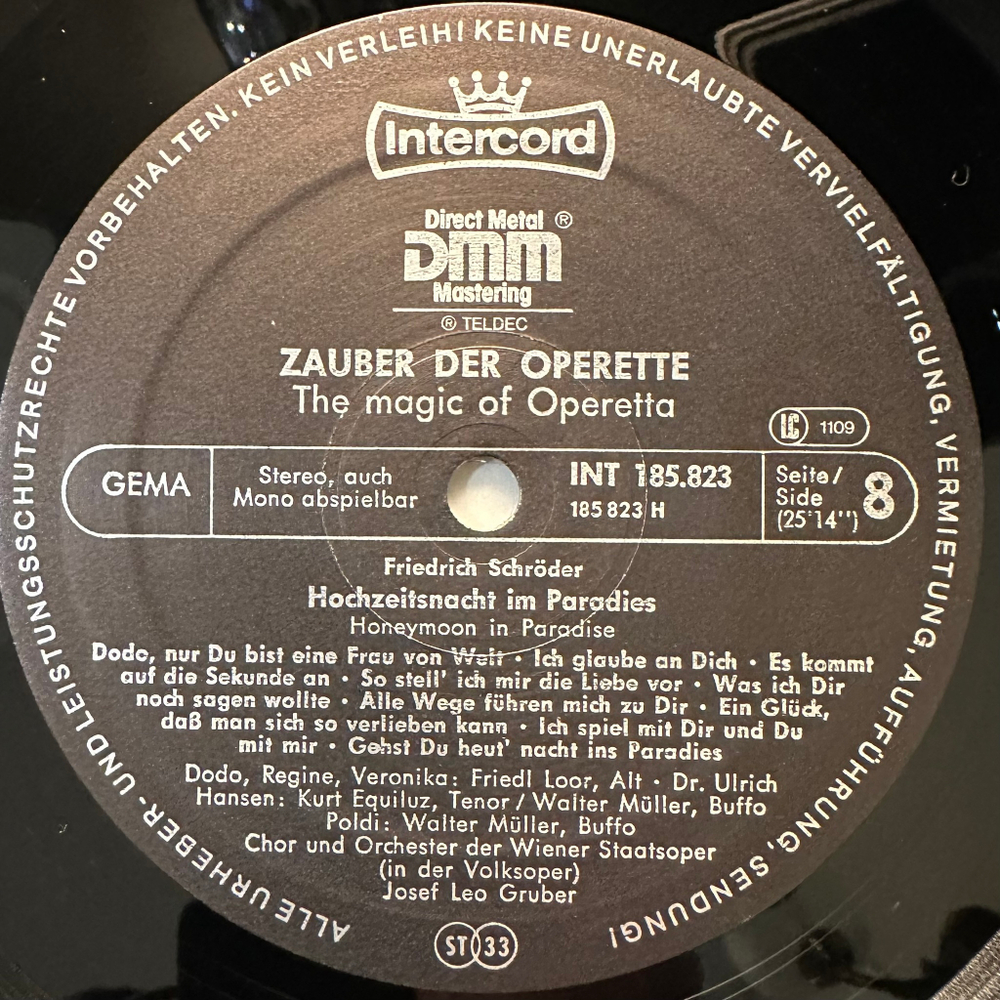 ALLE URHEBER- UND LEISTUNGSSCHUTZRECHTE VORBEHALTEN. KEIN VERLEIH! KEINE UNERLAUBTE VERVIELFÄLTIGUNG, VERMIETUNG, AUFFÜHRUNG, SENDUNG!
Intercord
Direct Metal ®
DMM
Mastering
® TELDEC
ZAUBER DER OPERETTE
The magic of Operetta
LC 1109
GEMA
Stereo, auch
Mono abspielbar
INT 185.823
185 823 H
Seite/
Side
(25'14'')
8
Friedrich Schröder
Hochzeitsnacht im Paradies
Honeymoon in Paradise
Dodo, nur Du bist eine Frau von Welt · Ich glaube an Dich · Es kommt
auf die Sekunde an · So stell' ich mir die Liebe vor · Was ich Dir
noch sagen wollte · Alle Wege führen mich zu Dir · Ein Glück,
daß man sich so verlieben kann · Ich spiel mit Dir und Du
mit mir · Gehst Du heut' nacht ins Paradies
Dodo, Regine, Veronika: Friedl Loor, Alt · Dr. Ulrich
Hansen: Kurt Equiluz, Tenor / Walter Müller, Buffo
Poldi: Walter Müller, Buffo
Chor und Orchester der Wiener Staatsoper
(in der Volksoper)
Josef Leo Gruber
ST 33